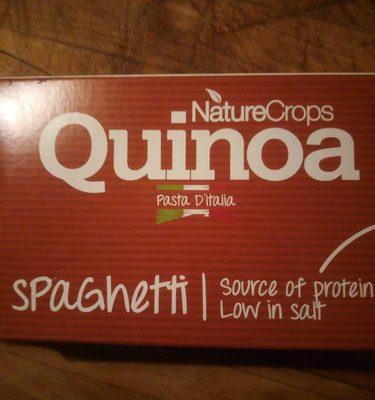 NatureCrops
Quinoa
Pasta D'italia
Spaghetti
Source of protein
Low in salt